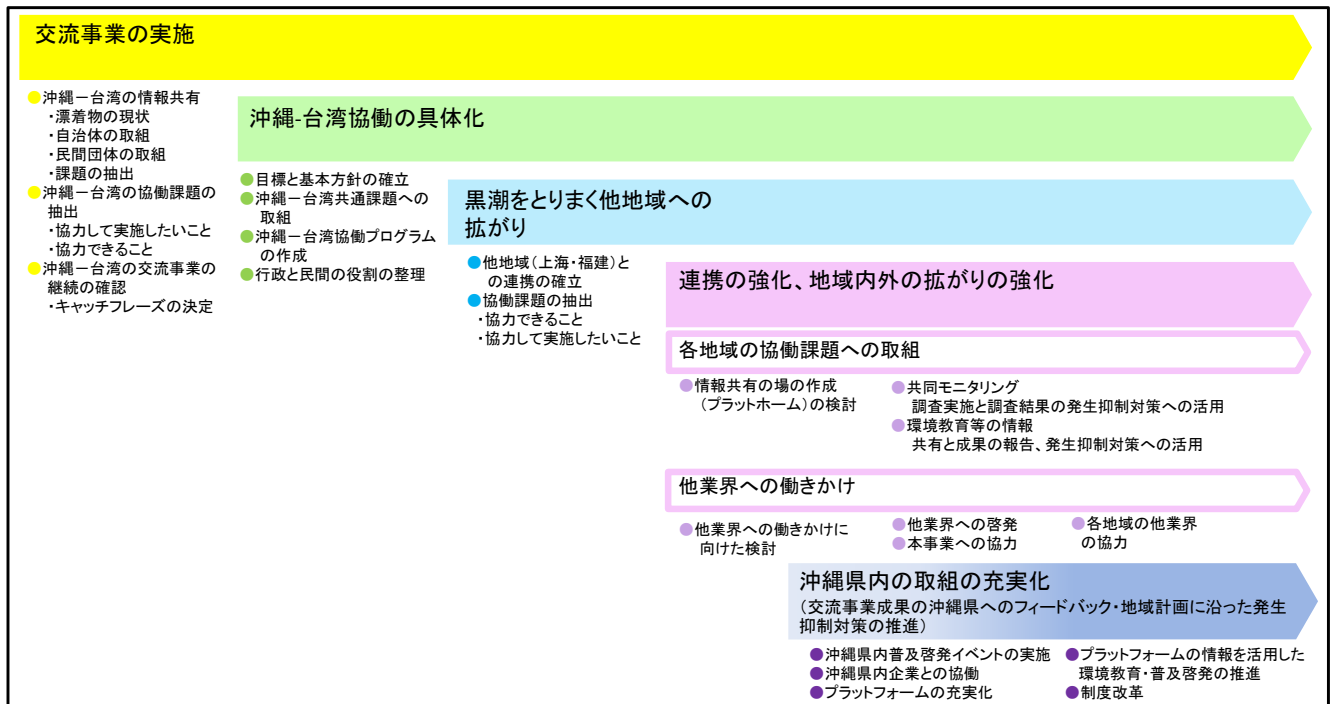 交流事業の実施
●沖縄－台湾の情報共有
・漂着物の現状
・自治体の取組
・民間団体の取組
・課題の抽出
●沖縄－台湾の協働課題の
抽出
・協力して実施したいこと
・協力できること
●沖縄－台湾の交流事業の
継続の確認
・キャッチフレーズの決定
沖縄-台湾協働の具体化
●目標と基本方針の確立
●沖縄－台湾共通課題への
取組
●沖縄－台湾協働プログラム
の作成
●行政と民間の役割の整理
黒潮をとりまく他地域への
拡がり
●他地域（上海・福建）と
の連携の確立
●協働課題の抽出
・協力できること
・協力して実施したいこと
連携の強化、地域内外の拡がりの強化
各地域の協働課題への取組
●情報共有の場の作成
（プラットホーム）の検討
●共同モニタリング
調査実施と調査結果の発生抑制対策への活用
●環境教育等の情報
共有と成果の報告、発生抑制対策への活用
他業界への働きかけ
●他業界への働きかけに
向けた検討
●他業界への啓発
●本事業への協力
●各地域の他業界
の協力
沖縄県内の取組の充実化
（交流事業成果の沖縄県へのフィードバック・地域計画に沿った発生
抑制対策の推進）
●沖縄県内普及啓発イベントの実施
●沖縄県内企業との協働
●プラットフォームの充実化
●プラットフォームの情報を活用した
環境教育・普及啓発の推進
●制度改革